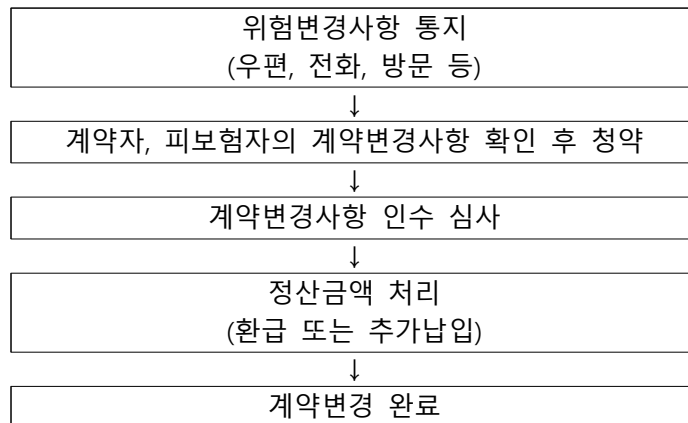 위험변경사항 통지
(우편, 전화, 방문 등)
↓
계약자, 피보험자의 계약변경사항 확인 후 청약
↓
계약변경사항 인수 심사
↓
정산금액 처리
(환급 또는 추가납입)
↓
계약변경 완료